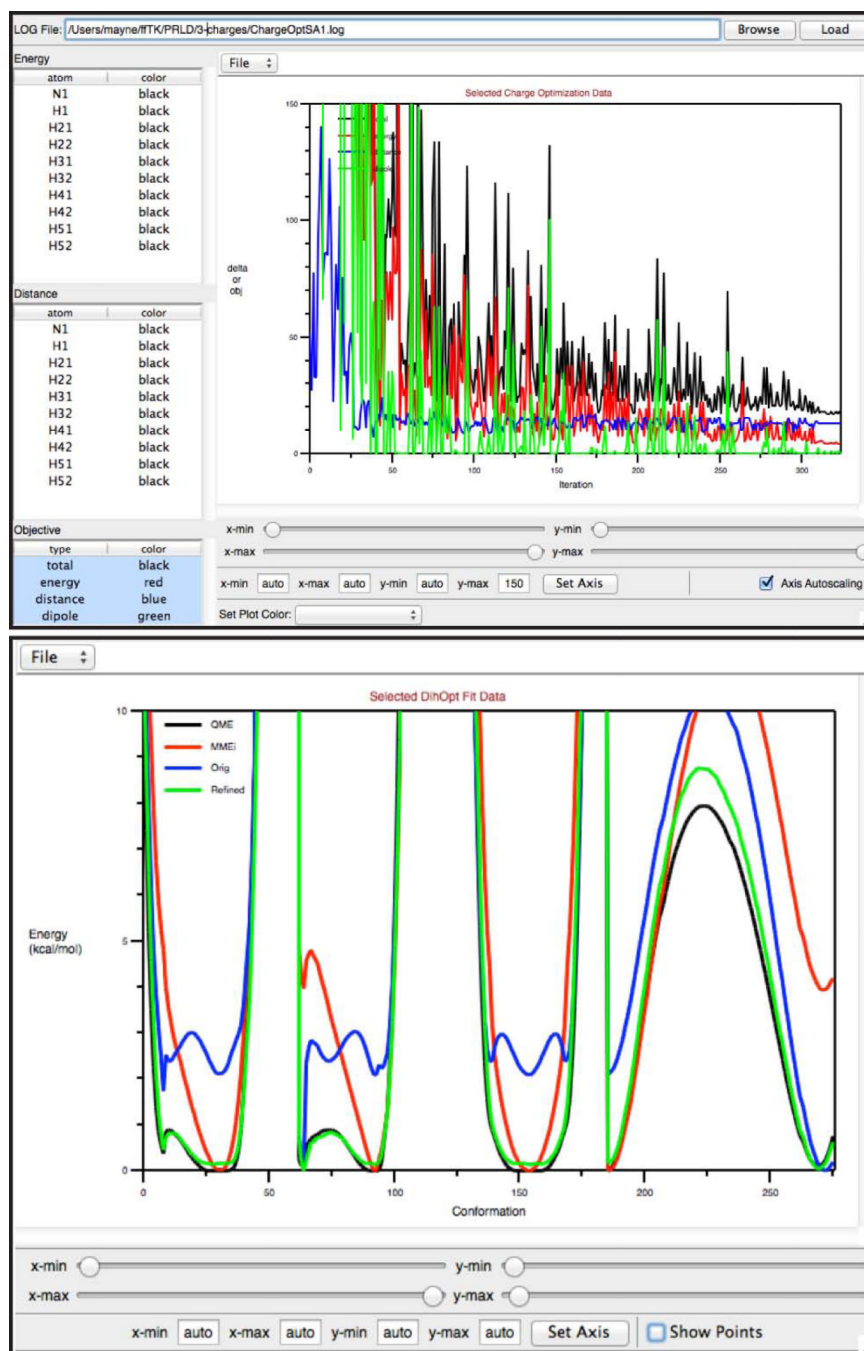 LOG File: /Users/mayne/ffTK/PRLD/3-charges/ChargeOptSA1.log Browse Load
Energy
atom color
N1 black
H1 black
H21 black
H22 black
H31 black
H32 black
H41 black
H42 black
H51 black
H52 black
Distance
atom color
N1 black
H1 black
H21 black
H22 black
H31 black
H32 black
H41 black
H42 black
H51 black
H52 black
Objective
type color
total black
energy red
distance blue
dipole green
File
Selected Charge Optimization Data
150
100
50
0
delta
or
obj
dipole
0 50 100 150 200 250 300
Iteration
x-min y-min
x-max y-max
x-min auto x-max auto y-min auto y-max 150 Set Axis Axis Autoscaling
Set Plot Color:
File
Selected DihOpt Fit Data
10
QME
MMEi
Orig
Refined
5
Energy
(kcal/mol)
0
0 50 100 150 200 250
Conformation
x-min y-min
x-max y-max
x-min auto x-max auto y-min auto y-max auto Set Axis Show Points